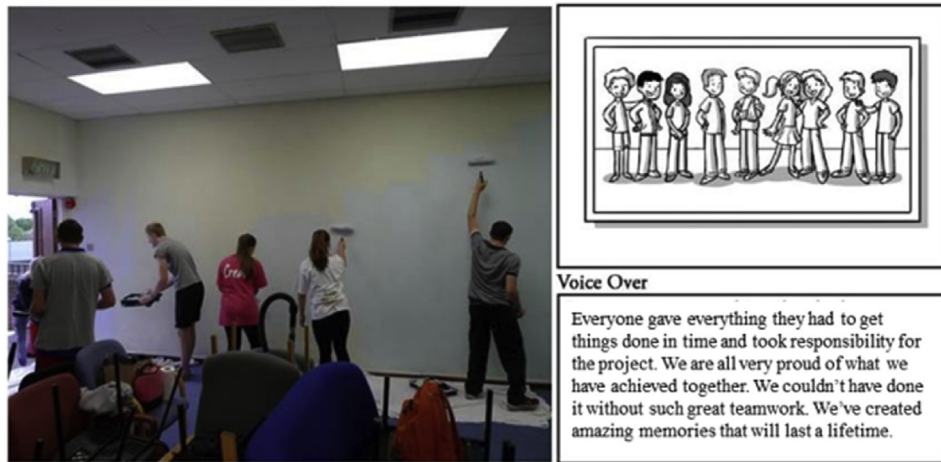 Crew
Voice Over
Everyone gave everything they had to get
things done in time and took responsibility for
the project. We are all very proud of what we
have achieved together. We couldn't have done
it without such great teamwork. We've created
amazing memories that will last a lifetime.